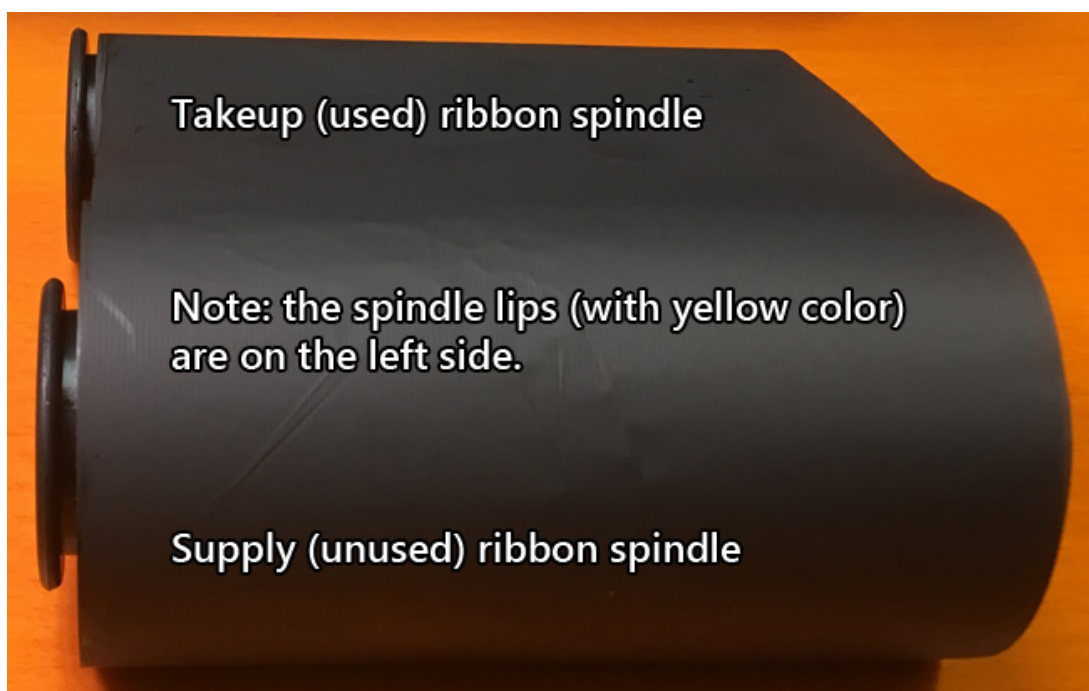 Takeup (used) ribbon spindle
Note: the spindle lips (with yellow color)
are on the left side.
Supply (unused) ribbon spindle